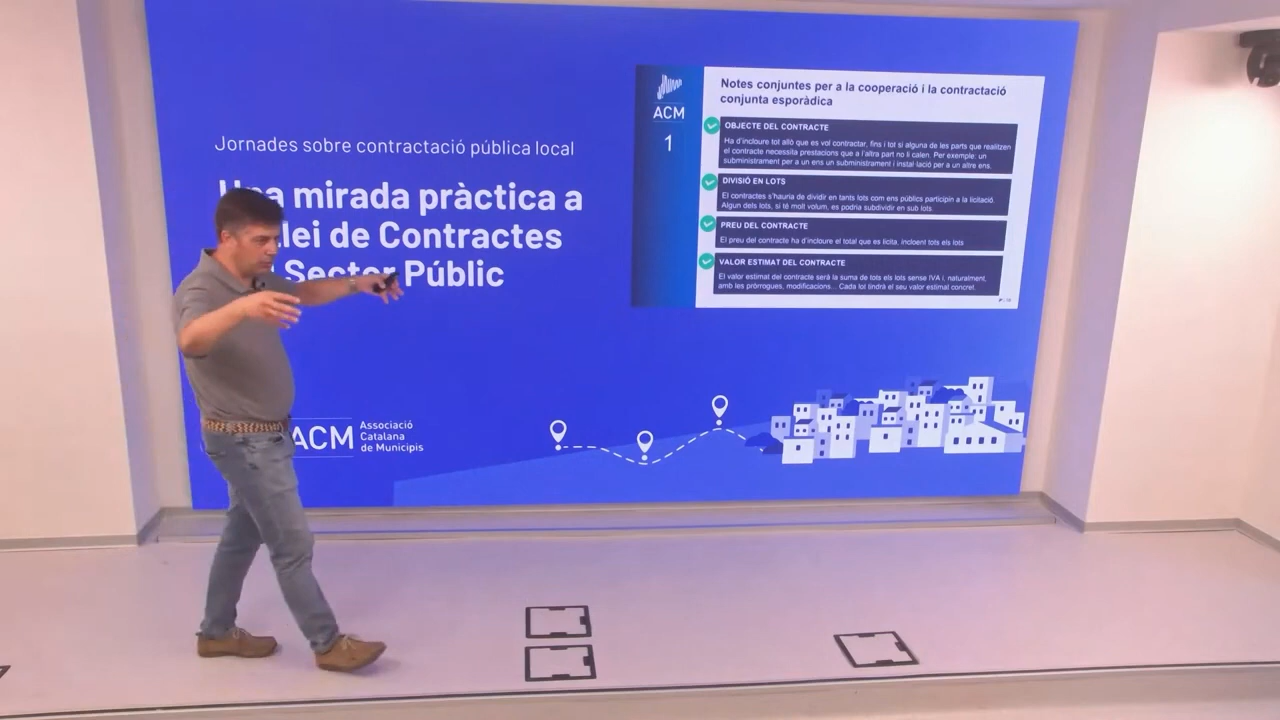 Jornades sobre contractació pública local
Una mirada pràctica a
lei de Contractes
Sector Públic
ACM
Associació
Catalana
de Municipis
ACM
1
Notes conjuntes per a la cooperació i la contractació
conjunta esporàdica
OBJECTE DEL CONTRACTE
Ha d'incloure tot allò que es vol contractar, fins i tot si alguna de les parts que realitzen
el contracte necessita prestacions que a l'altra part no li calen. Per exemple: un
subministrament per a un ens un subministrament i instal·lació per a un altre ens.
DIVISIÓ EN LOTS
El contractes s'hauria de dividir en tants lots com ens públics participin a la licitació.
Algun dels lots, si té molt volum, es podria subdividir en sub lots.
PREU DEL CONTRACTE
El preu del contracte ha d'incloure el total que es licita, incloent tots els lots
VALOR ESTIMAT DEL CONTRACTE
El valor estimat del contracte serà la suma de tots els lots sense IVA i, naturalment,
amb les pròrrogues, modificacions... Cada lot tindrà el seu valor estimat concret.